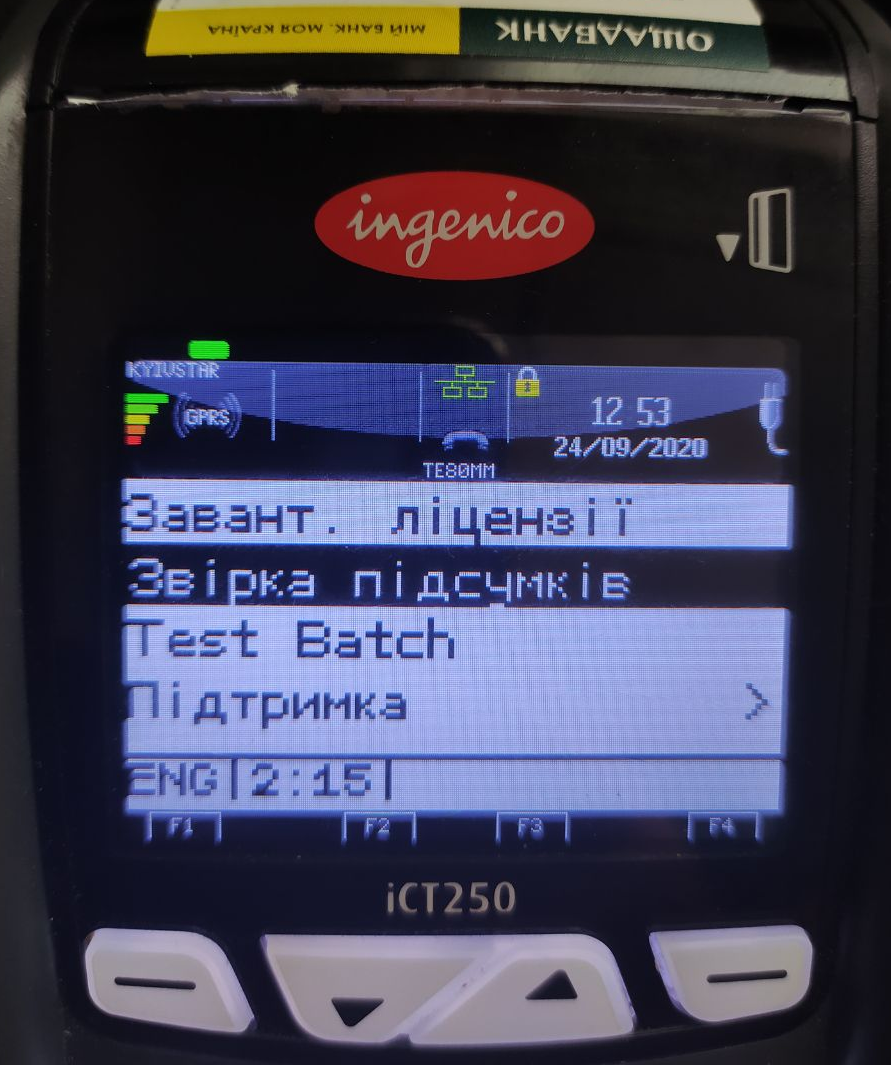 ОЩАДБАНК
МІЙ БАНК. МОЯ КРАЇНА
ingenico
KYIVSTAR
GPRS
12 53
24/09/2020
TE80MM
Завант. ліцензії
Звірка підсумків
Test Batch
Підтримка >
ENG|2:15|
F1 F2 F3 F4
iCT250